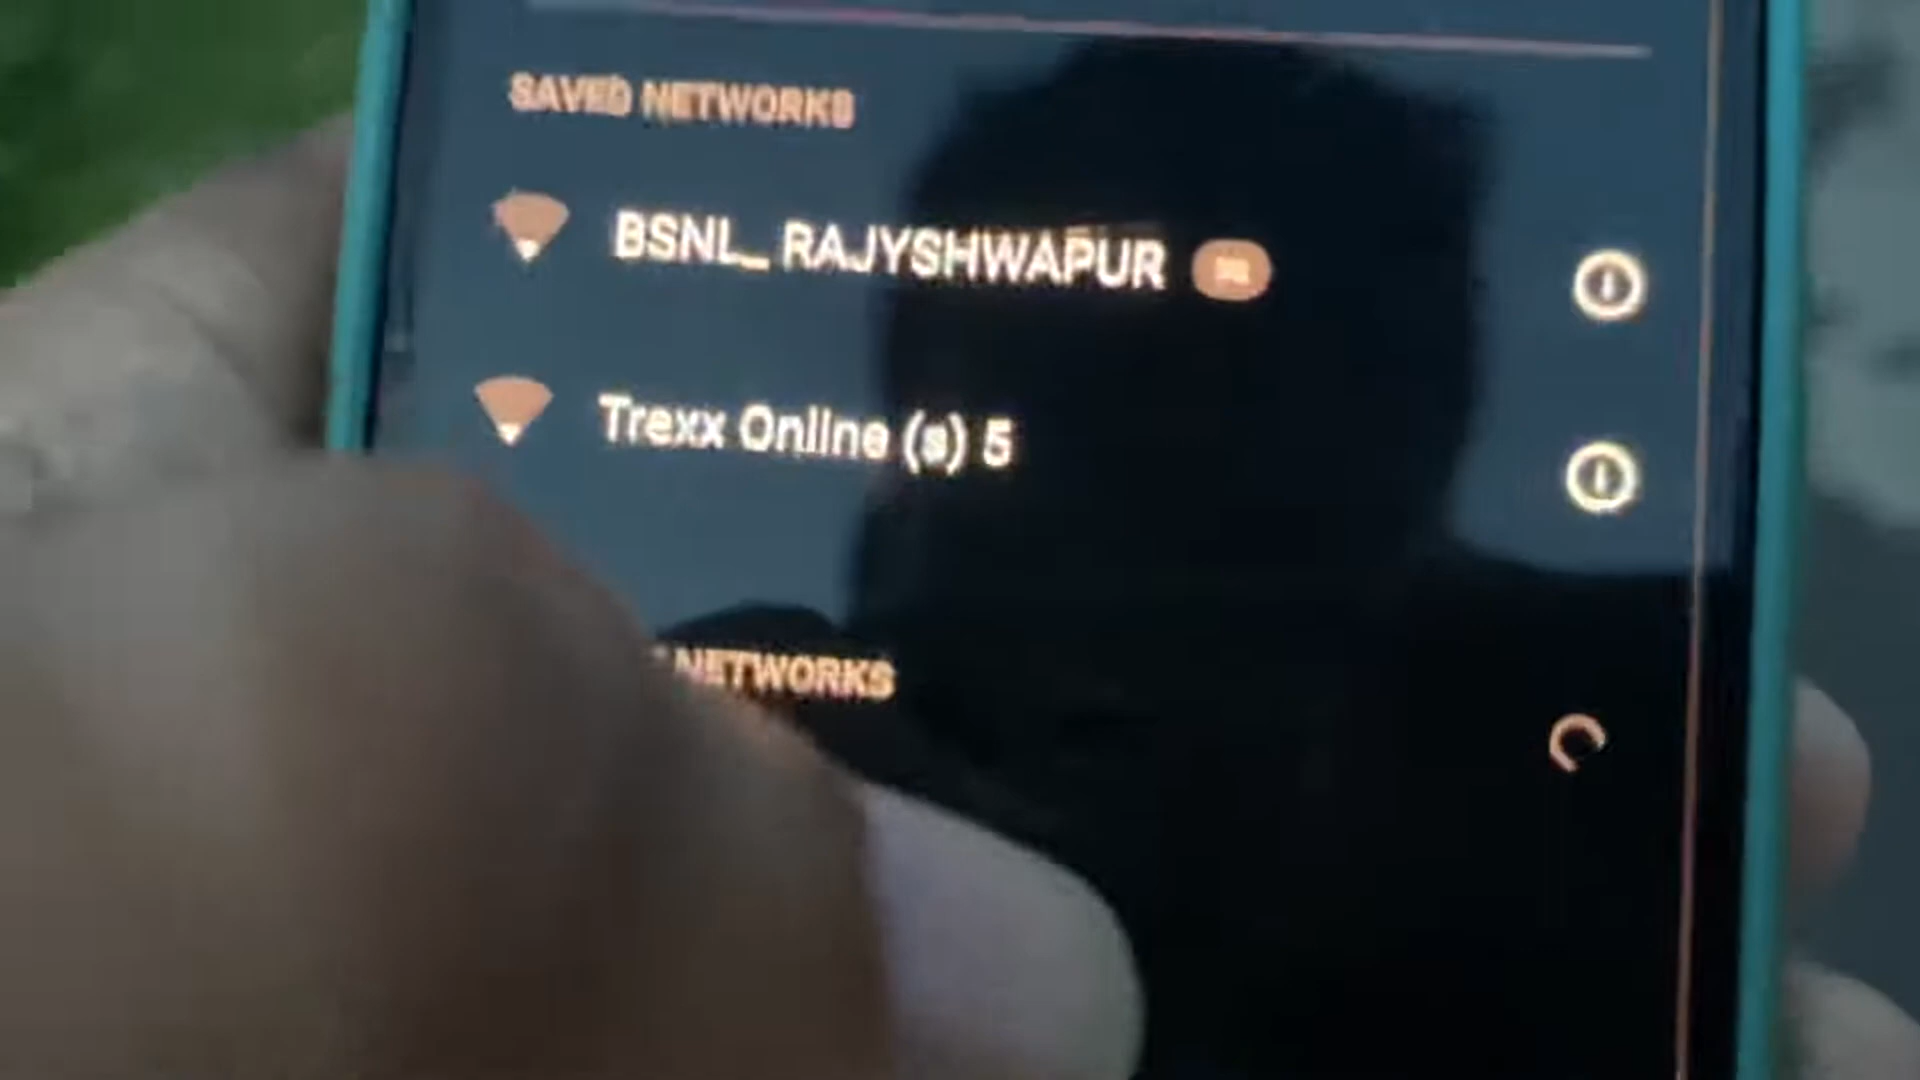 SAVED NETWORKS
BSNL_ RAJYSHWAPUR
Trexx Online (s) 5
NETWORKS